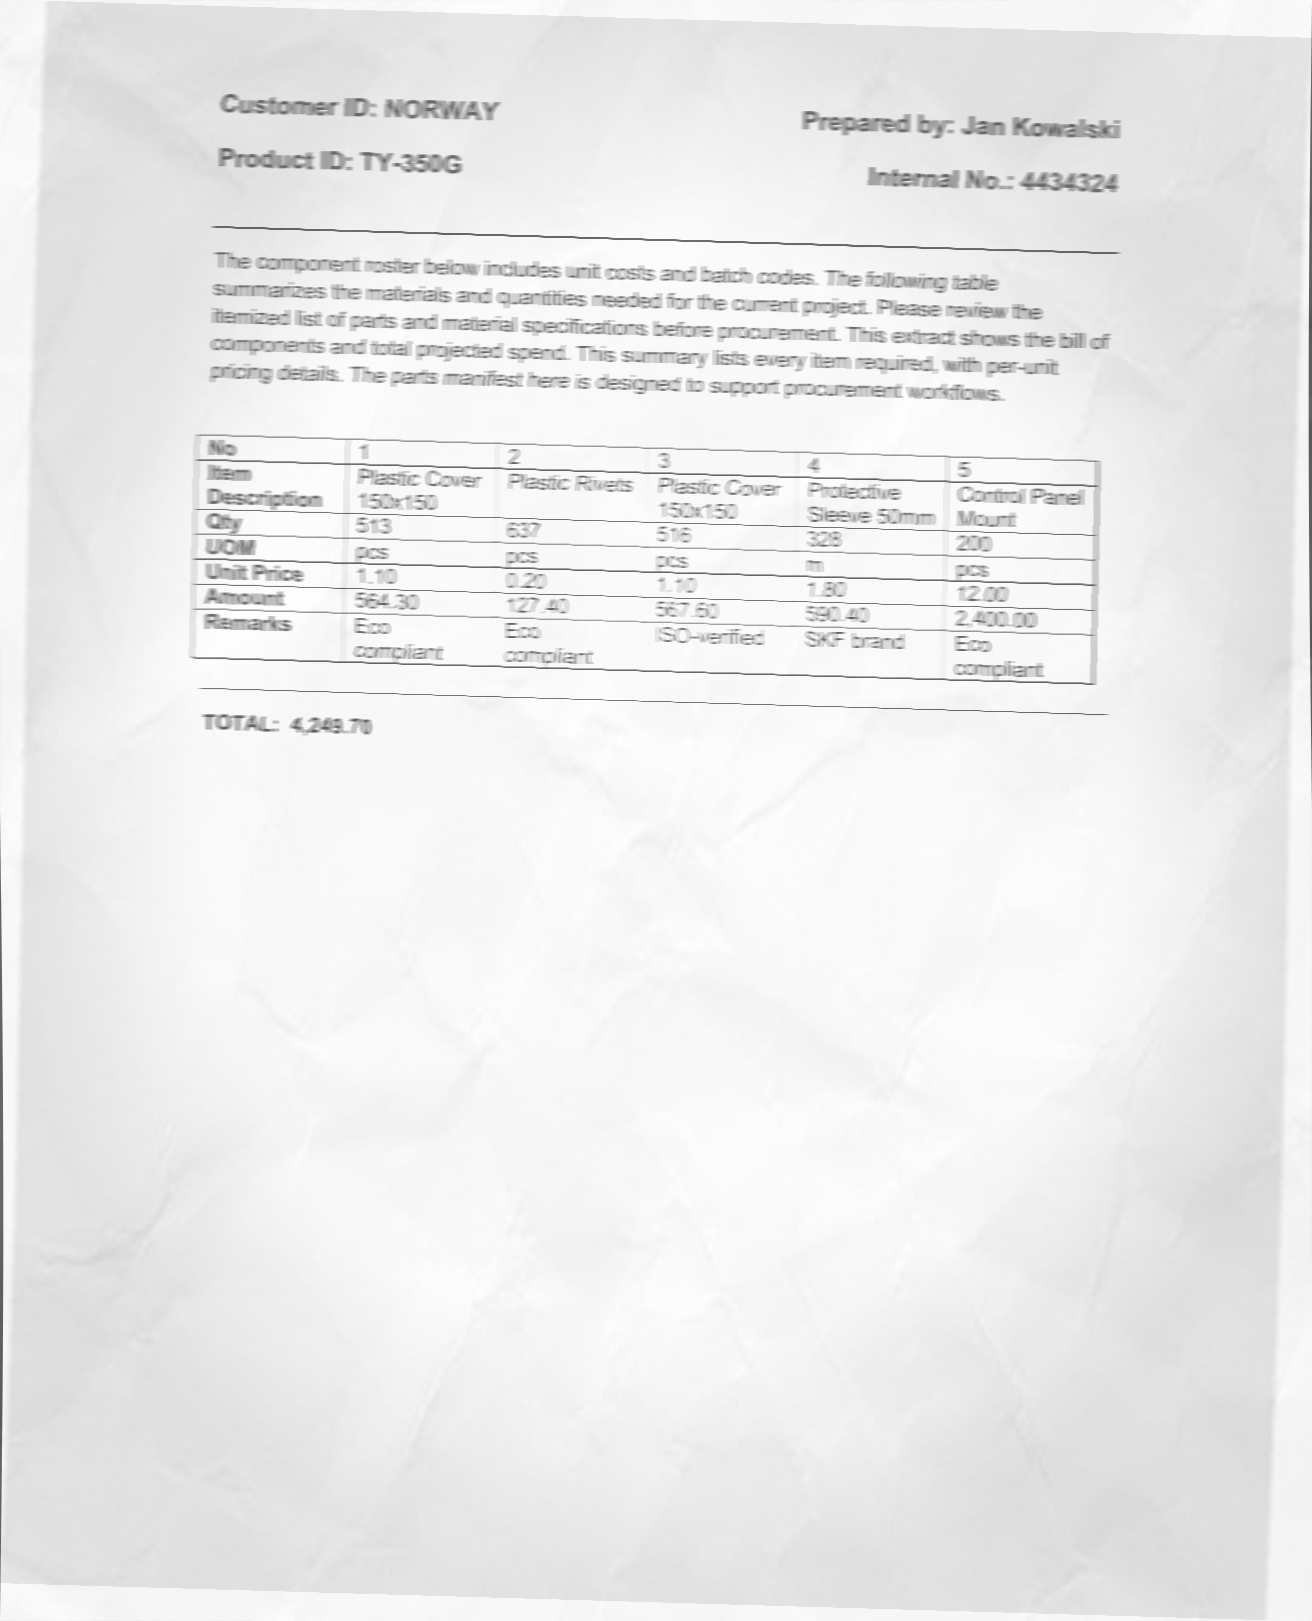 Customer ID: NORWAY
Prepared by: Jan Kowalski
Product ID: TY-350G
Internal No.: 4434324
The component roster below includes unit costs and batch codes. The following table
summarizes the materials and quantities needed for the current project. Please review the
itemized list of parts and material specifications before procurement. This extract shows the bill of
components and total projected spend. This summary lists every item required, with per-unit
pricing details. The parts manifest here is designed to support procurement workflows.
No 1 2 3 4 5
Item Plastic Cover Plastic Rivets Plastic Cover Protective Control Panel
Description 150x150 150x150 Sleeve 50mm Mount
Qty 513 637 516 328 200
UOM pcs pcs pcs m pcs
Unit Price 1.10 0.20 1.10 1.80 12.00
Amount 564.30 127.40 567.60 590.40 2,400.00
Remarks Eco Eco ISO-verified SKF brand Eco
compliant compliant compliant
TOTAL: 4,249.70